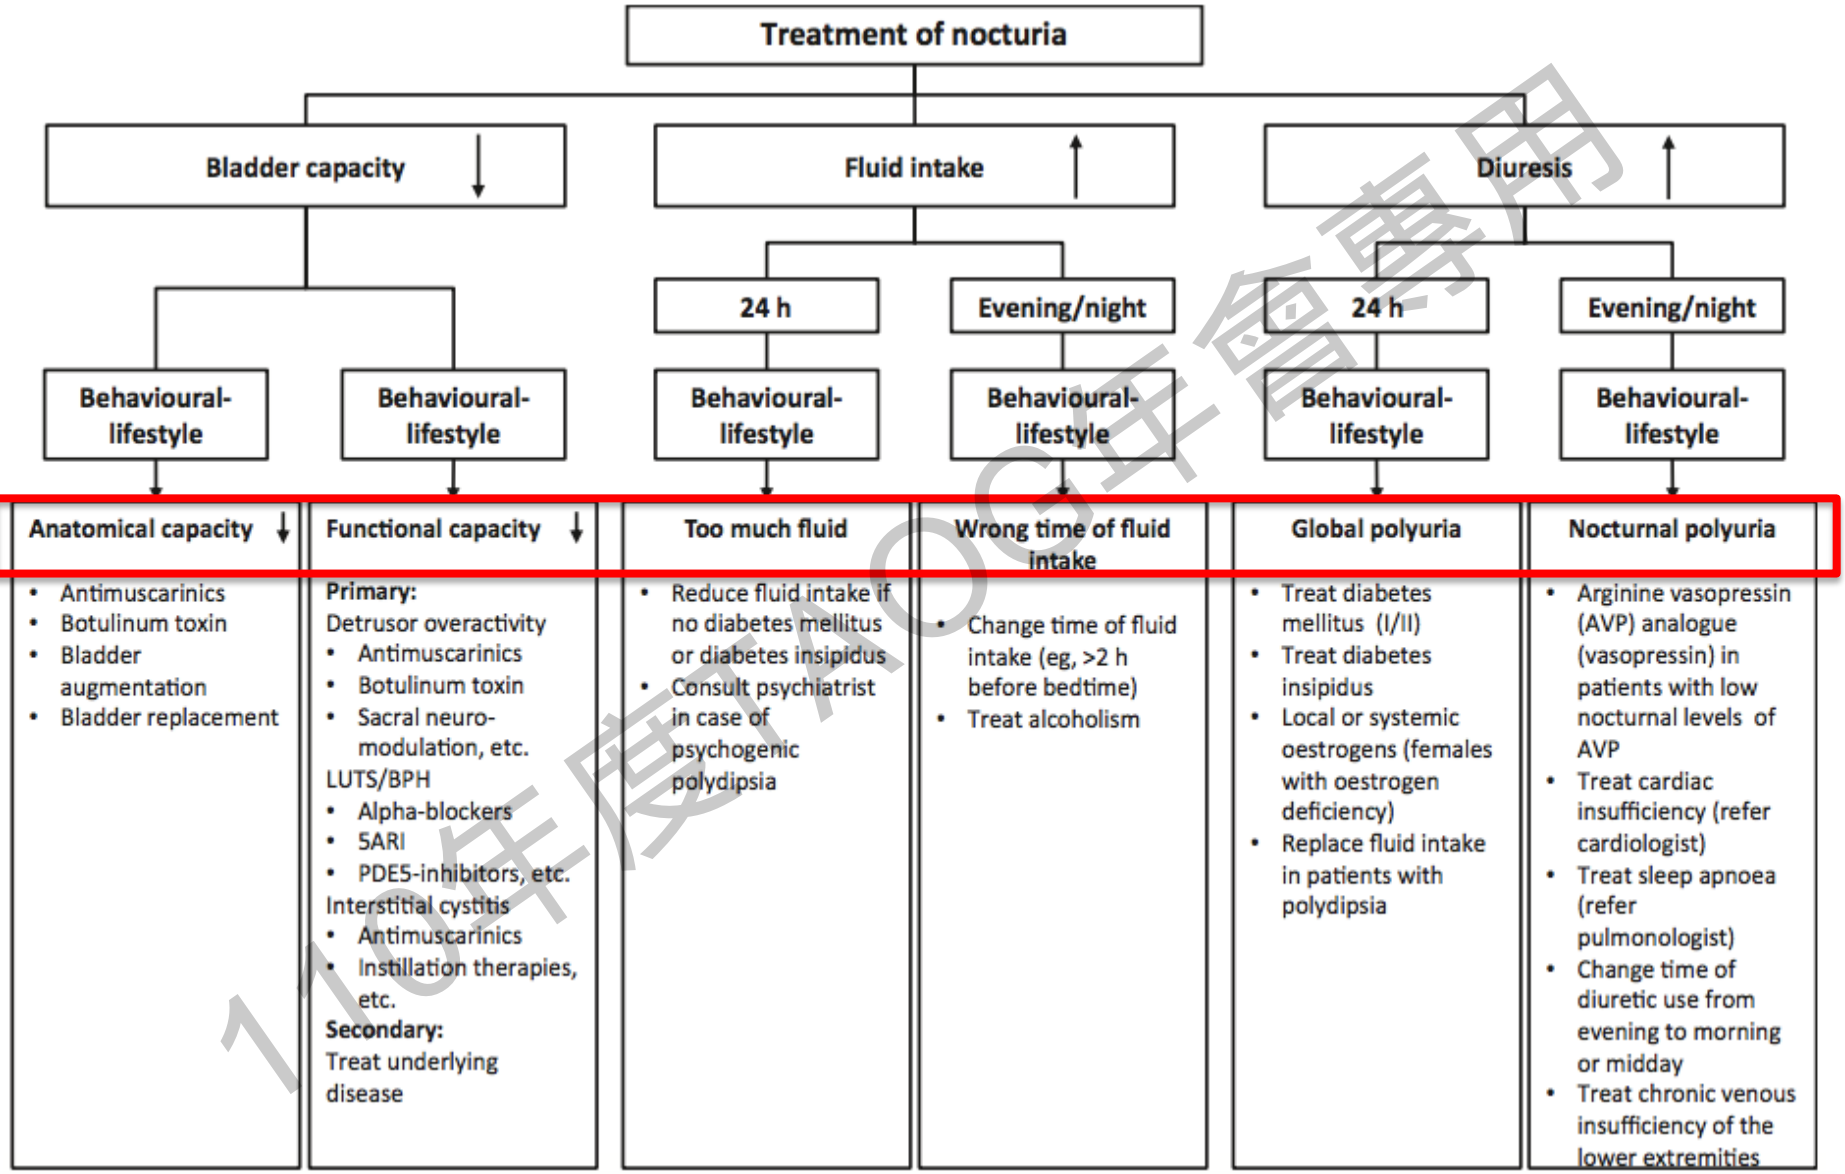 Treatment of nocturia
Bladder capacity ↓
Fluid intake ↑
Diuresis ↑
24 h
Evening/night
24 h
Evening/night
Behavioural-
lifestyle
Behavioural-
lifestyle
Behavioural-
lifestyle
Behavioural-
lifestyle
Behavioural-
lifestyle
Behavioural-
lifestyle
Anatomical capacity ↓
• Antimuscarinics
• Botulinum toxin
• Bladder
augmentation
• Bladder replacement
Functional capacity ↓
Primary:
Detrusor overactivity
• Antimuscarinics
• Botulinum toxin
• Sacral neuro-
modulation, etc.
LUTS/BPH
• Alpha-blockers
• 5ARI
• PDE5-inhibitors, etc.
Interstitial cystitis
• Antimuscarinics
• Instillation therapies,
etc.
Secondary:
Treat underlying
disease
Too much fluid
• Reduce fluid intake if
no diabetes mellitus
or diabetes insipidus
• Consult psychiatrist
in case of
psychogenic
polydipsia
Wrong time of fluid
intake
• Change time of fluid
intake (eg, >2 h
before bedtime)
• Treat alcoholism
Global polyuria
• Treat diabetes
mellitus (I/II)
• Treat diabetes
insipidus
• Local or systemic
oestrogens (females
with oestrogen
deficiency)
• Replace fluid intake
in patients with
polydipsia
Nocturnal polyuria
• Arginine vasopressin
(AVP) analogue
(vasopressin) in
patients with low
nocturnal levels of
AVP
• Treat cardiac
insufficiency (refer
cardiologist)
• Treat sleep apnoea
(refer
pulmonologist)
• Change time of
diuretic use from
evening to morning
or midday
• Treat chronic venous
insufficiency of the
lower extremities
110年度TAOG年會專用